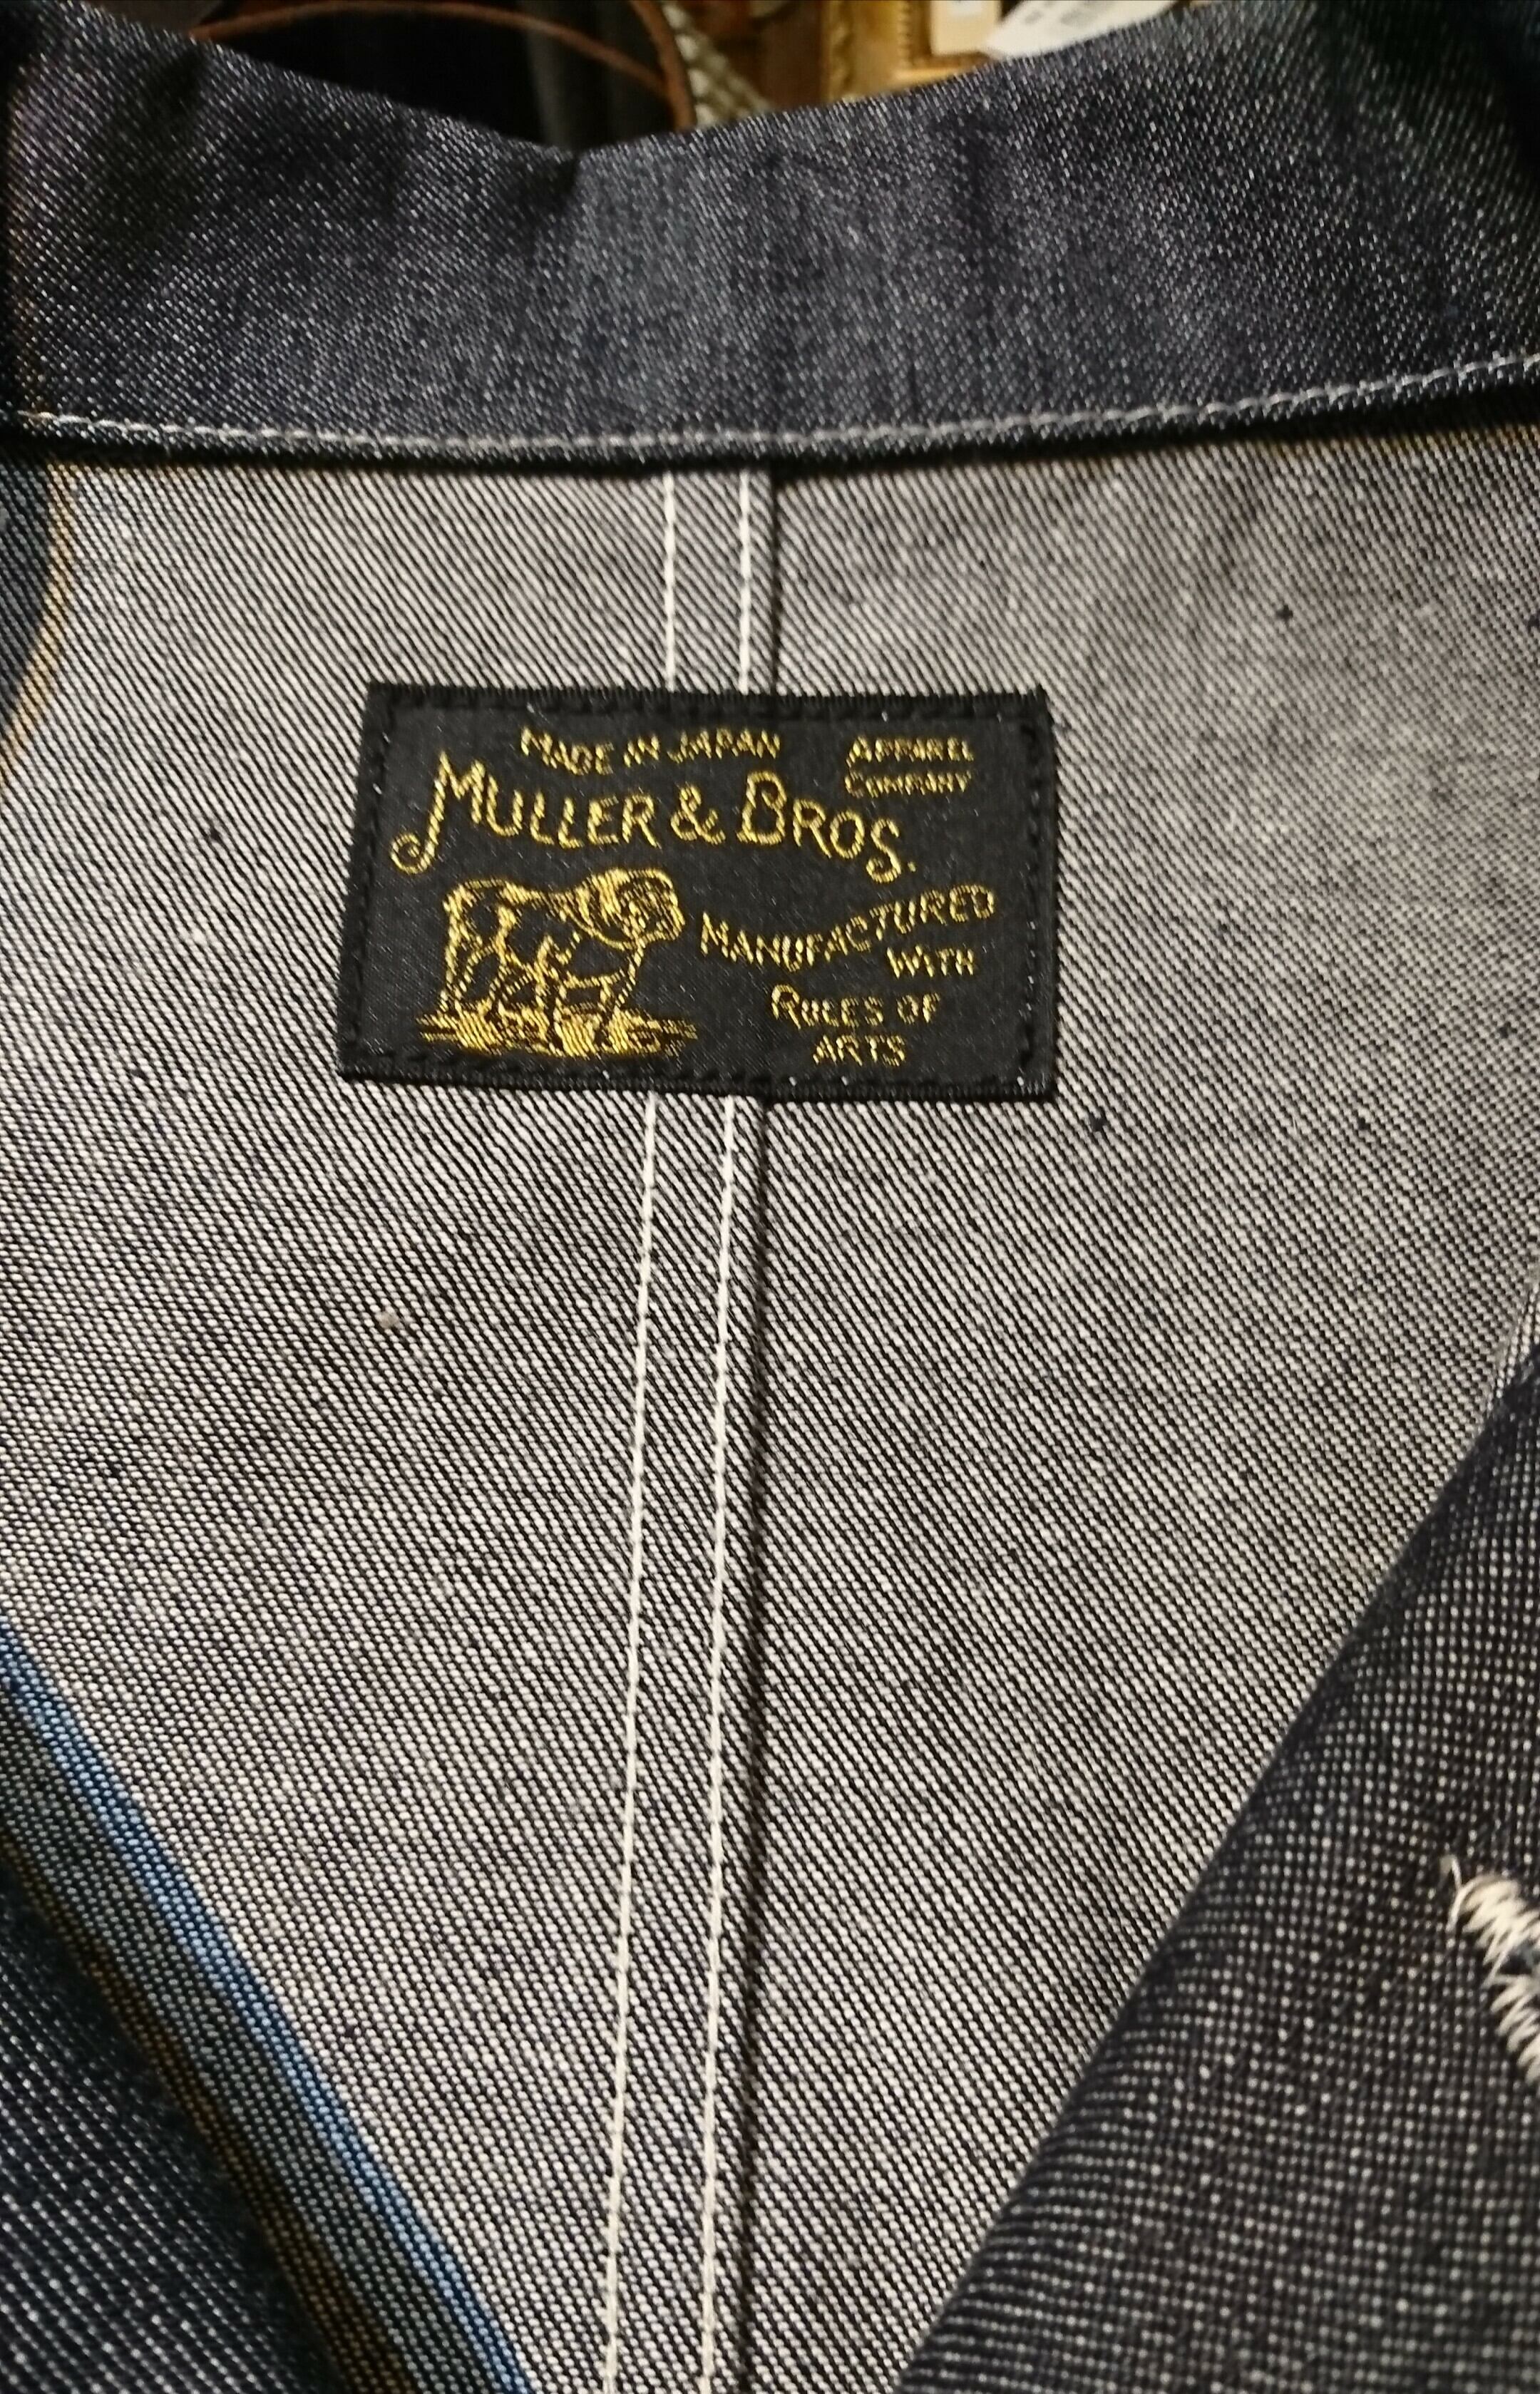 MADE IN JAPAN
APPAREL
COMPANY
MULLER & BROS.
MANUFACTURED
WITH
RULES OF
ARTS